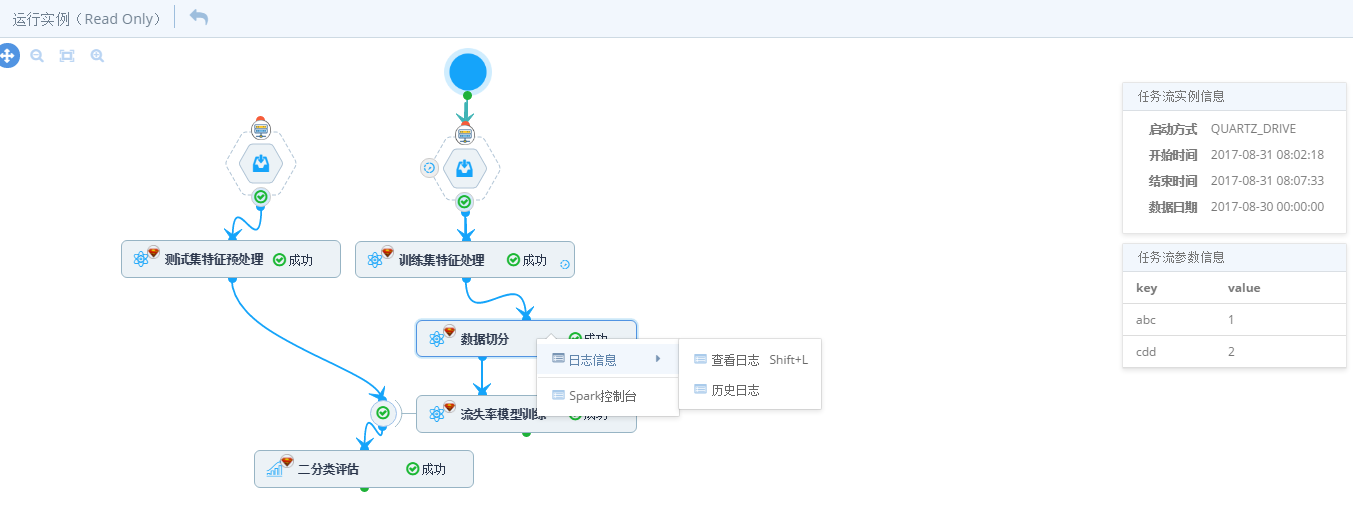 运行实例（Read Only）
任务流实例信息
启动方式 QUARTZ_DRIVE
开始时间 2017-08-31 08:02:18
结束时间 2017-08-31 08:07:33
数据日期 2017-08-30 00:00:00
任务流参数信息
key value
abc 1
cdd 2
测试集特征预处理 成功
训练集特征处理 成功
数据切分 成功
日志信息
Spark控制台
查看日志 Shift+L
历史日志
流失率模型训练 成功
二分类评估 成功